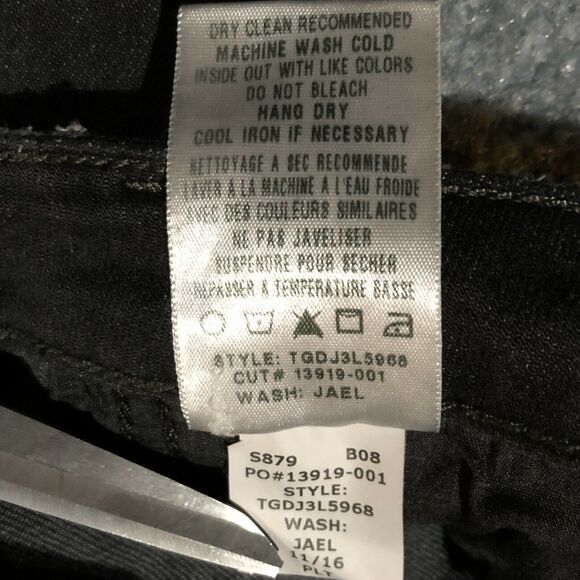 DRY CLEAN RECOMMENDED
MACHINE WASH COLD
INSIDE OUT WITH LIKE COLORS
DO NOT BLEACH
HANG DRY
COOL IRON IF NECESSARY
NETTOYAGE A SEC RECOMMENDE
LAVER A LA MACHINE A L'EAU FROIDE
AVEC DES COULEURS SIMILAIRES
NE PAS JAVELISER
SUSPENDRE POUR SECHER
REPASSER A TEMPERATURE BASSE
STYLE: TGDJ3L5968
CUT# 13919-001
WASH: JAEL
S879 B08
PO#13919-001
STYLE:
TGDJ3L5968
WASH:
JAEL
11/16
PLT